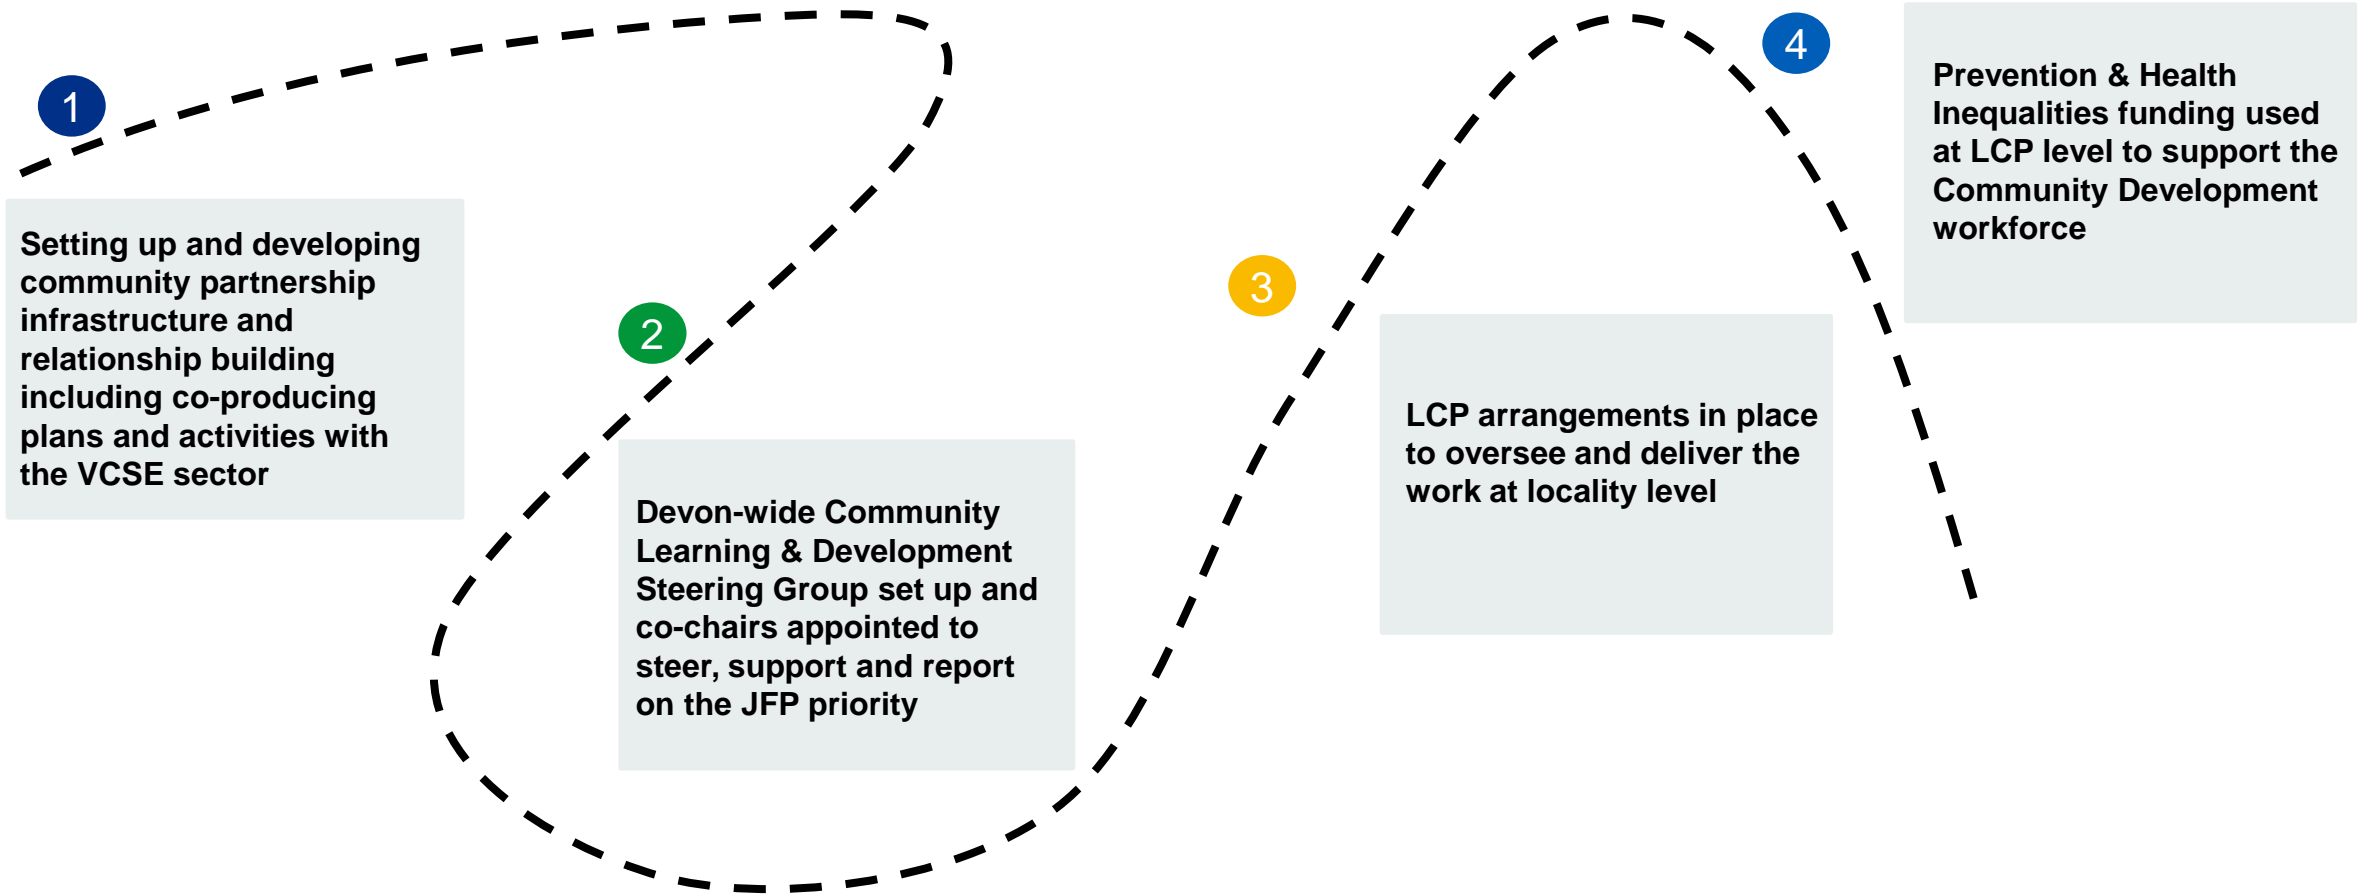 1
Setting up and developing
community partnership
infrastructure and
relationship building
including co-producing
plans and activities with
the VCSE sector
2
Devon-wide Community
Learning & Development
Steering Group set up and
co-chairs appointed to
steer, support and report
on the JFP priority
3
LCP arrangements in place
to oversee and deliver the
work at locality level
4
Prevention & Health
Inequalities funding used
at LCP level to support the
Community Development
workforce